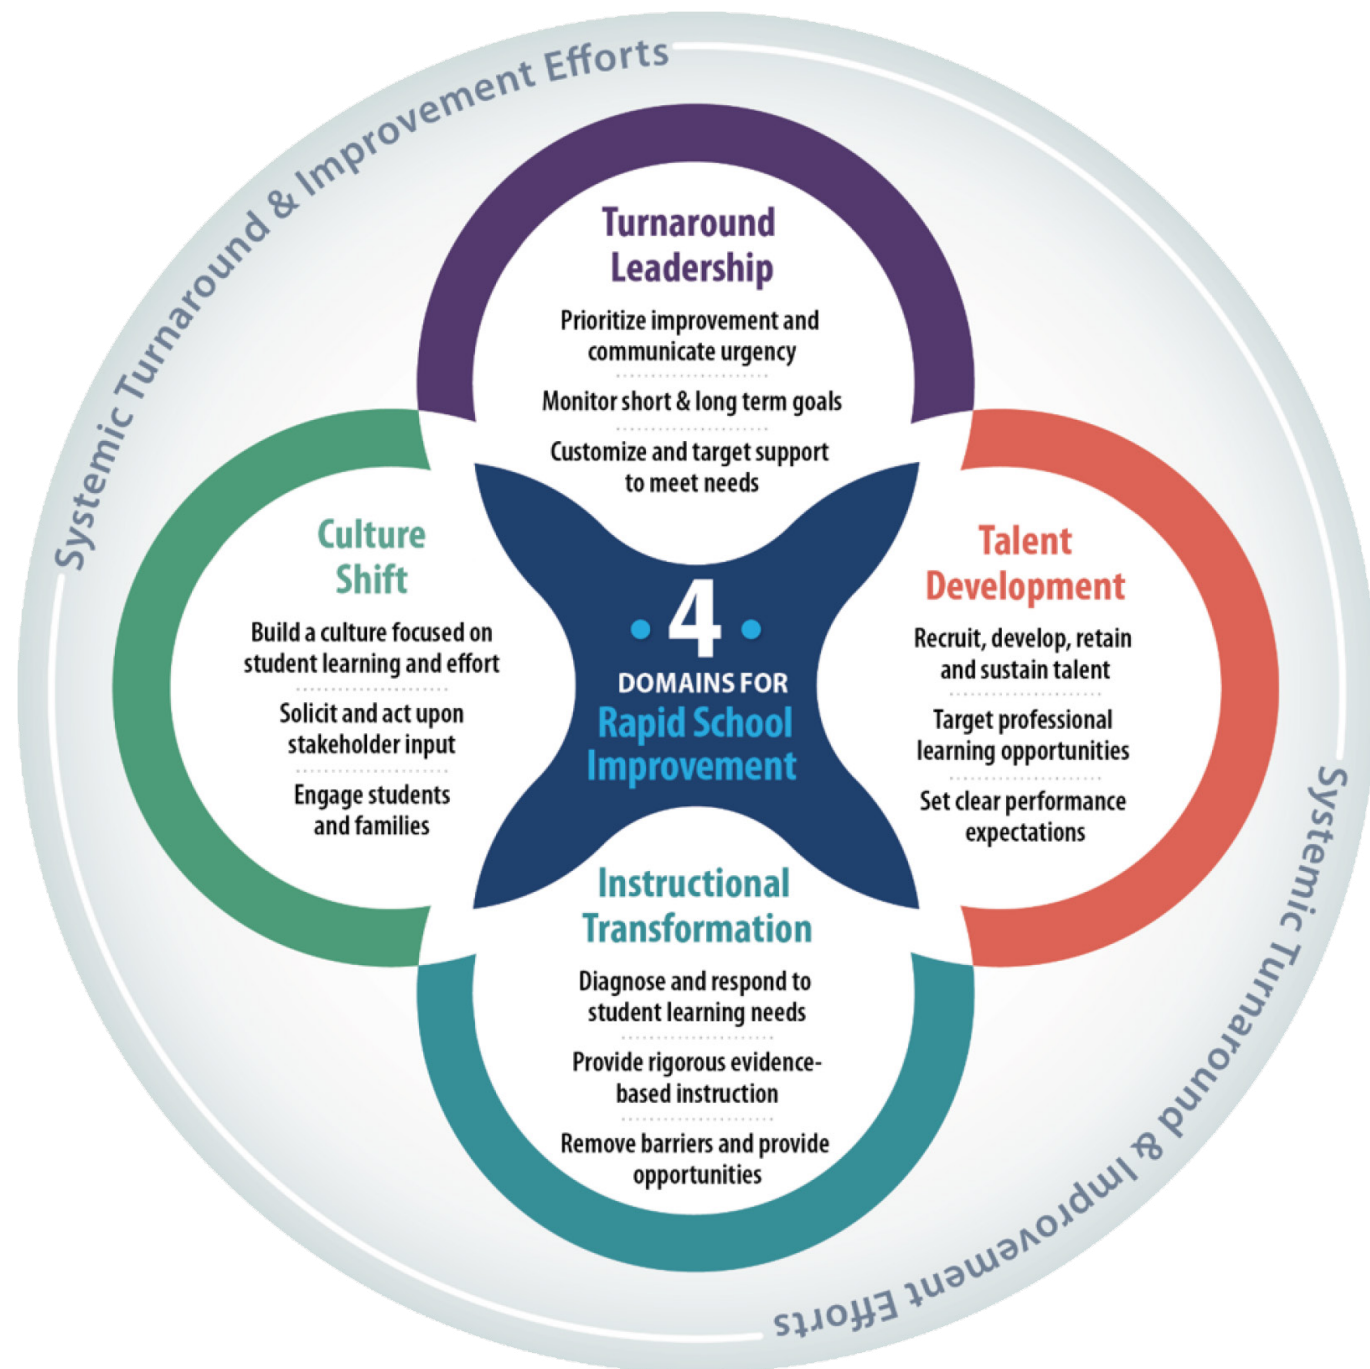 Systemic Turnaround & Improvement Efforts
Turnaround
Leadership
Prioritize improvement and
communicate urgency
Monitor short & long term goals
Customize and target support
to meet needs
Culture
Shift
Build a culture focused on
student learning and effort
Solicit and act upon
stakeholder input
Engage students
and families
4
DOMAINS FOR
Rapid School
Improvement
Talent
Development
Recruit, develop, retain
and sustain talent
Target professional
learning opportunities
Set clear performance
expectations
Instructional
Transformation
Diagnose and respond to
student learning needs
Provide rigorous evidence-
based instruction
Remove barriers and provide
opportunities
Systemic Turnaround & Improvement Efforts